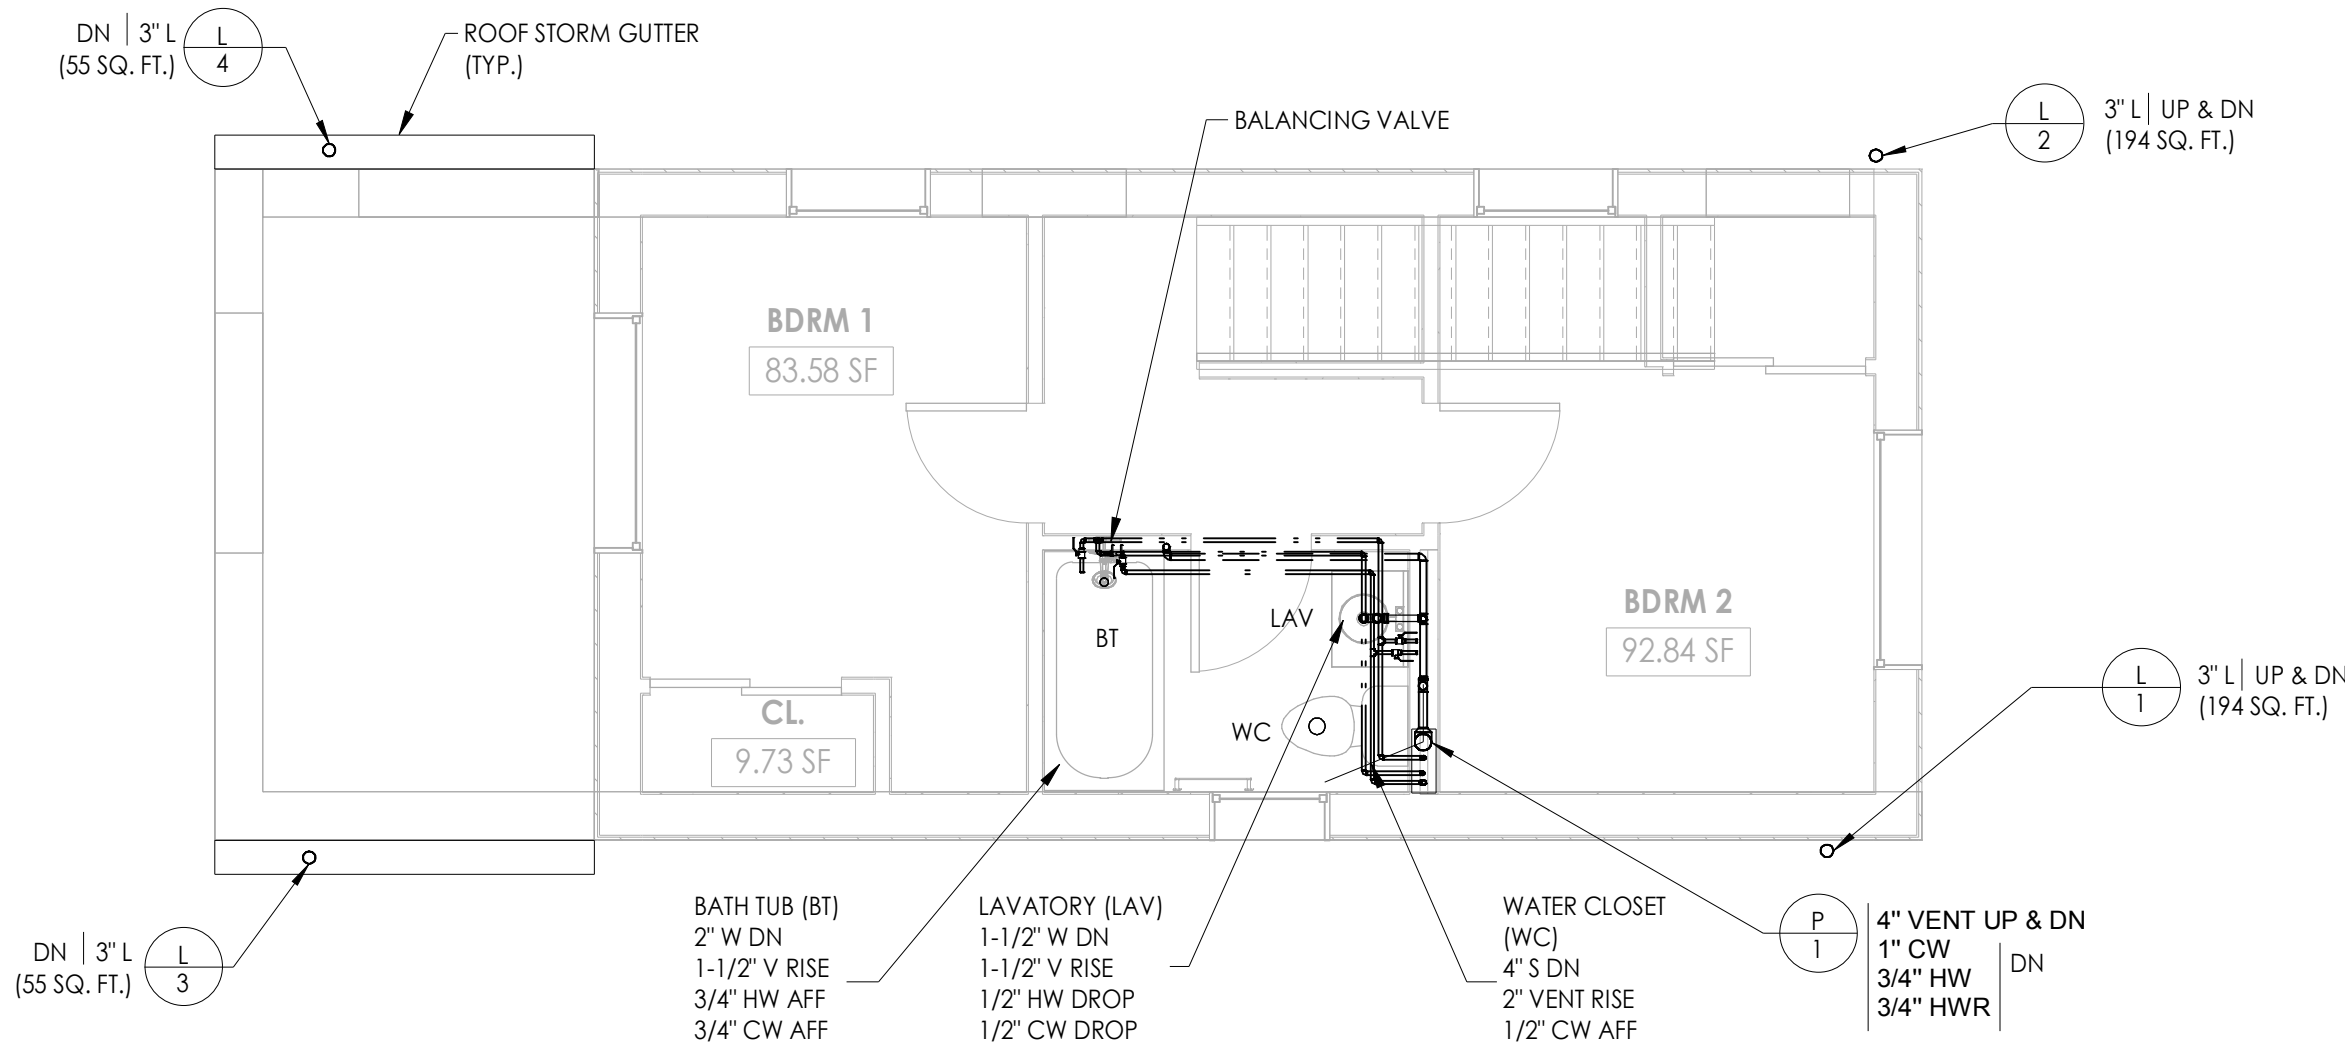 DN 3" L
(55 SQ. FT.)
L
4
ROOF STORM GUTTER
(TYP.)
BALANCING VALVE
L
2
3" L UP & DN
(194 SQ. FT.)
BDRM 1
83.58 SF
BT
LAV
WC
BDRM 2
92.84 SF
CL.
9.73 SF
L
1
3" L UP & DN
(194 SQ. FT.)
DN 3" L
(55 SQ. FT.)
L
3
BATH TUB (BT)
2" W DN
1-1/2" V RISE
3/4" HW AFF
3/4" CW AFF
LAVATORY (LAV)
1-1/2" W DN
1-1/2" V RISE
1/2" HW DROP
1/2" CW DROP
WATER CLOSET
(WC)
4" S DN
2" VENT RISE
1/2" CW AFF
P
1
4" VENT UP & DN
1" CW
3/4" HW
3/4" HWR
DN